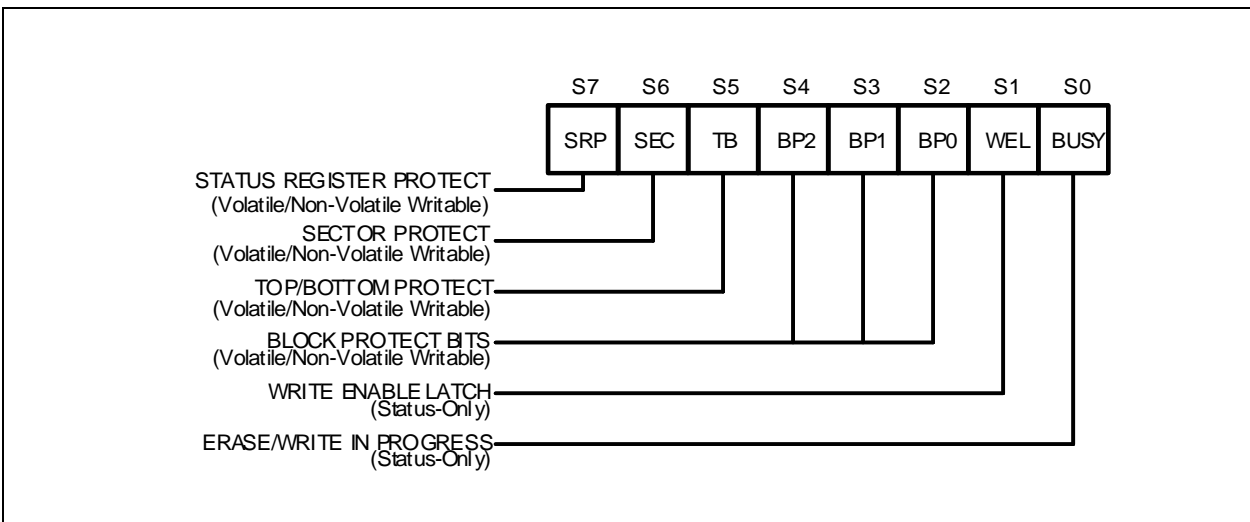 S7 S6 S5 S4 S3 S2 S1 S0
SRP SEC TB BP2 BP1 BP0 WEL BUSY
STATUS REGISTER PROTECT
(Volatile/Non-Volatile Writable)
SECTOR PROTECT
(Volatile/Non-Volatile Writable)
TOP/BOTTOM PROTECT
(Volatile/Non-Volatile Writable)
BLOCK PROTECT BITS
(Volatile/Non-Volatile Writable)
WRITE ENABLE LATCH
(Status-Only)
ERASE/WRITE IN PROGRESS
(Status-Only)